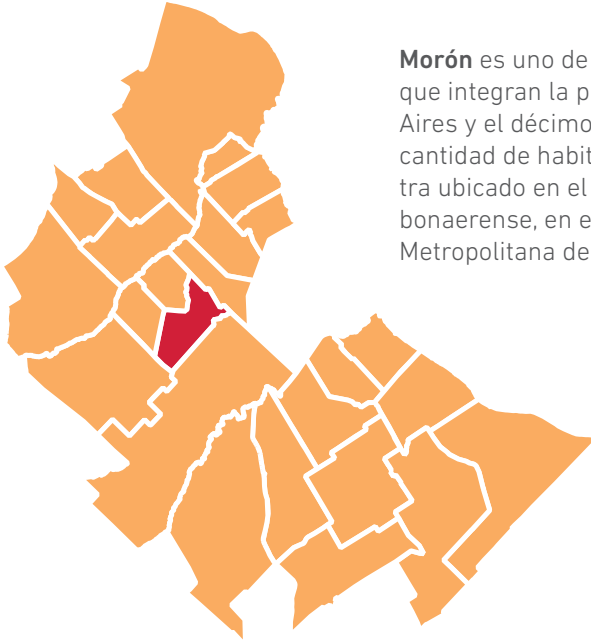 Morón es uno de
que integran la p
Aires y el décimo
cantidad de habit
tra ubicado en el
bonaerense, en e
Metropolitana de